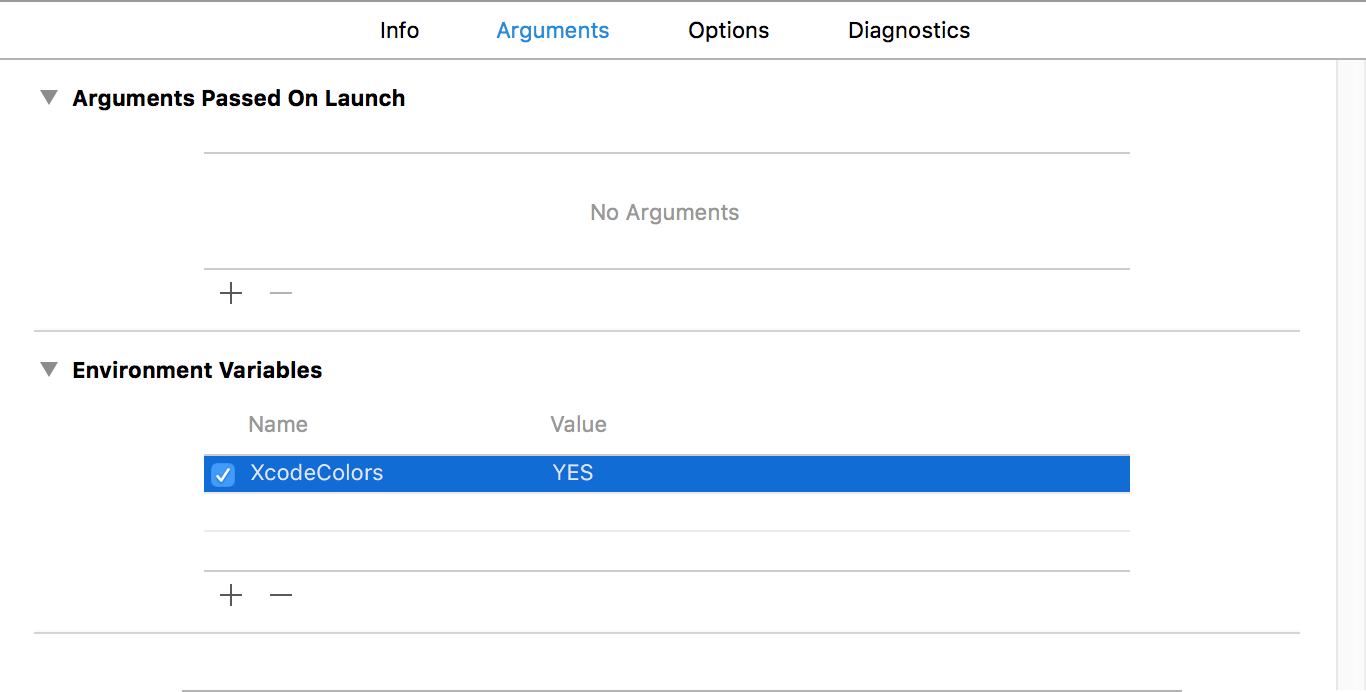 Info Arguments Options Diagnostics
Arguments Passed On Launch
No Arguments
Environment Variables
Name Value
XcodeColors YES